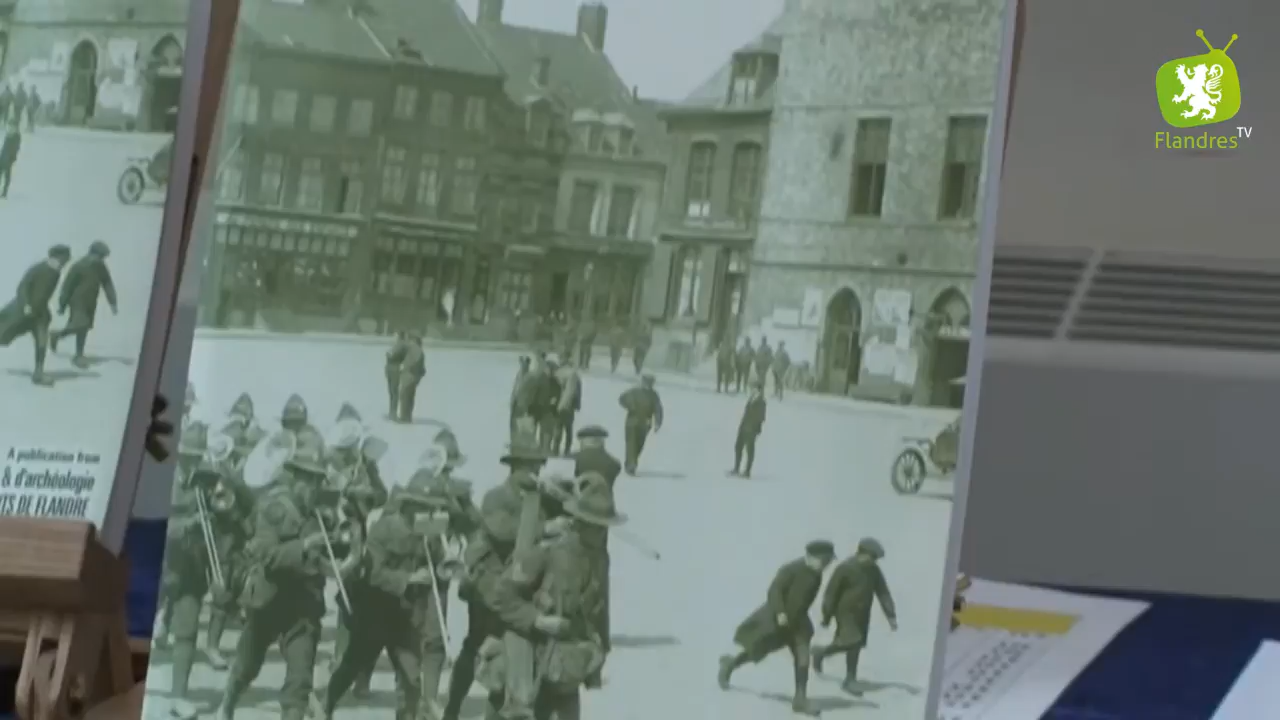 Flandres TV
A publication from
& d'archéologie
TS DE FLANDRE